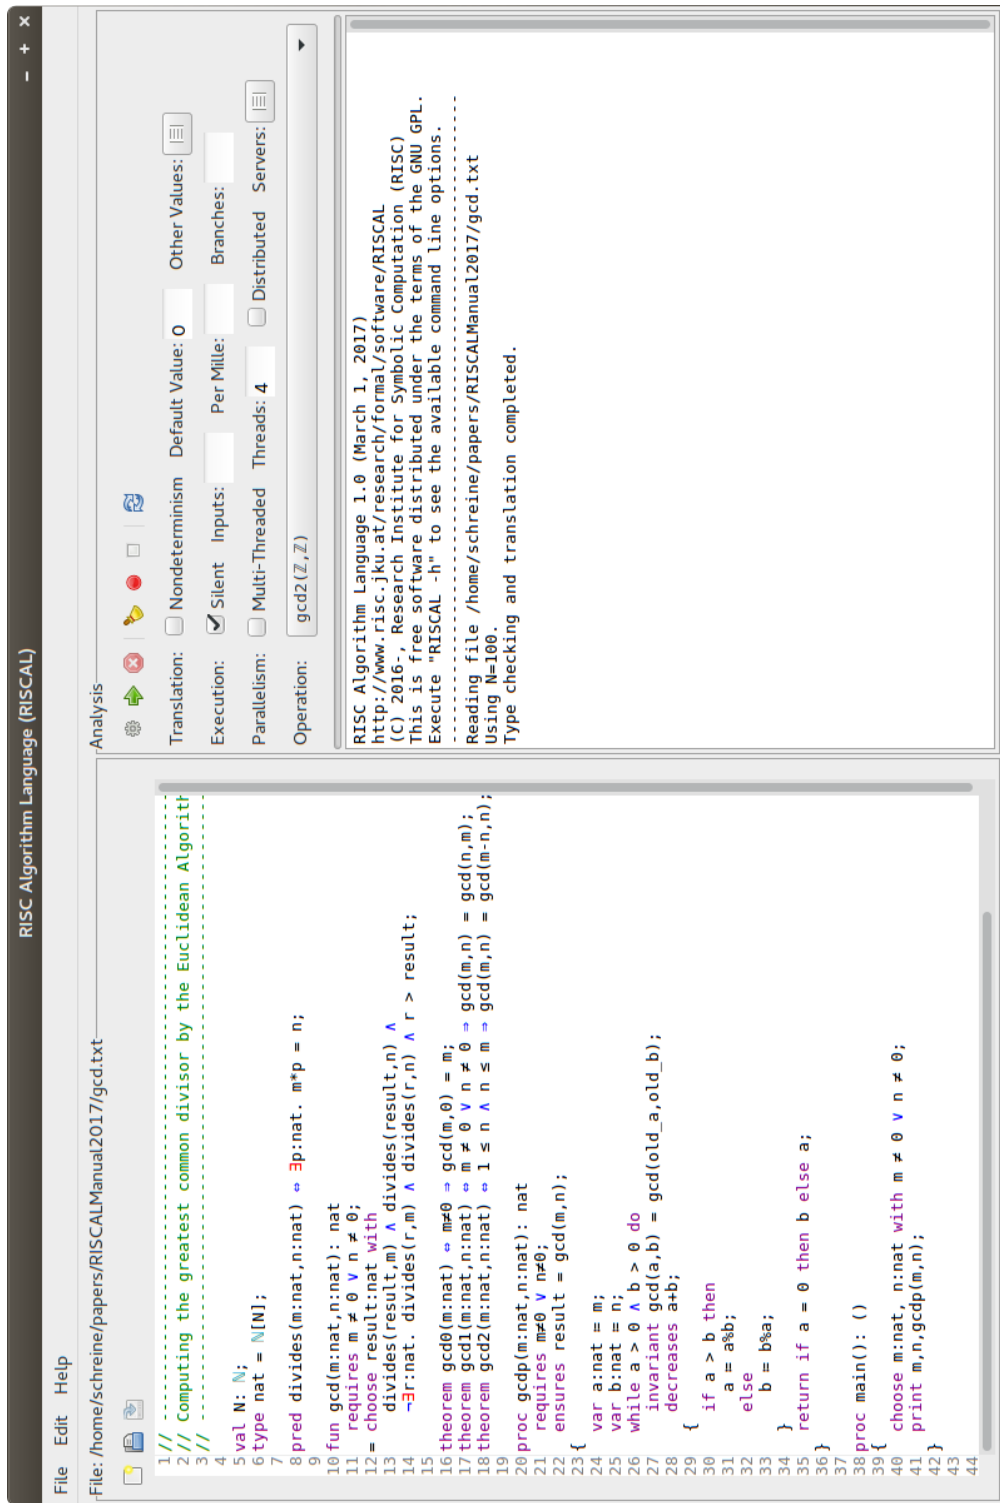 RISC Algorithm Language (RISCAL)
File Edit Help
File: /home/schreine/papers/RISCALManual2017/gcd.txt
1 // ----------------------------------------------------------------
2 // Computing the greatest common divisor by the Euclidean Algorith
3 // ----------------------------------------------------------------
4
5 val N: ℕ;
6 type nat = ℕ[N];
7
8 pred divides(m:nat,n:nat) ⇔ ∃p:nat. m*p = n;
9
10 fun gcd(m:nat,n:nat): nat
11 requires m ≠ 0 ∨ n ≠ 0;
12 = choose result:nat with
13 divides(result,m) ∧ divides(result,n) ∧
14 ¬∃r:nat. divides(r,m) ∧ divides(r,n) ∧ r > result;
15
16 theorem gcd0(m:nat) ⇔ m≠0 ⇒ gcd(m,0) = m;
17 theorem gcd1(m:nat,n:nat) ⇔ m ≠ 0 ∨ n ≠ 0 ⇒ gcd(m,n) = gcd(n,m);
18 theorem gcd2(m:nat,n:nat) ⇔ 1 ≤ n ∧ n ≤ m ⇒ gcd(m,n) = gcd(m-n,n);
19
20 proc gcdp(m:nat,n:nat): nat
21 requires m≠0 ∨ n≠0;
22 ensures result = gcd(m,n);
23 {
24 var a:nat ≔ m;
25 var b:nat ≔ n;
26 while a > 0 ∧ b > 0 do
27 invariant gcd(a,b) = gcd(old_a,old_b);
28 decreases a+b;
29 {
30 if a > b then
31 a ≔ a%b;
32 else
33 b ≔ b%a;
34 }
35 return if a = 0 then b else a;
36 }
37
38 proc main(): ()
39 {
40 choose m:nat, n:nat with m ≠ 0 ∨ n ≠ 0;
41 print m,n,gcdp(m,n);
42 }
43
44
Analysis
Translation: Nondeterminism Default Value: 0 Other Values:
Execution: Silent Inputs: Per Mille: Branches:
Parallelism: Multi-Threaded Threads: 4 Distributed Servers:
Operation: gcd2(ℤ,ℤ)
RISC Algorithm Language 1.0 (March 1, 2017)
http://www.risc.jku.at/research/formal/software/RISCAL
(C) 2016-, Research Institute for Symbolic Computation (RISC)
This is free software distributed under the terms of the GNU GPL.
Execute "RISCAL -h" to see the available command line options.
-----------------------------------------------------------------
Reading file /home/schreine/papers/RISCALManual2017/gcd.txt
Using N=100.
Type checking and translation completed.